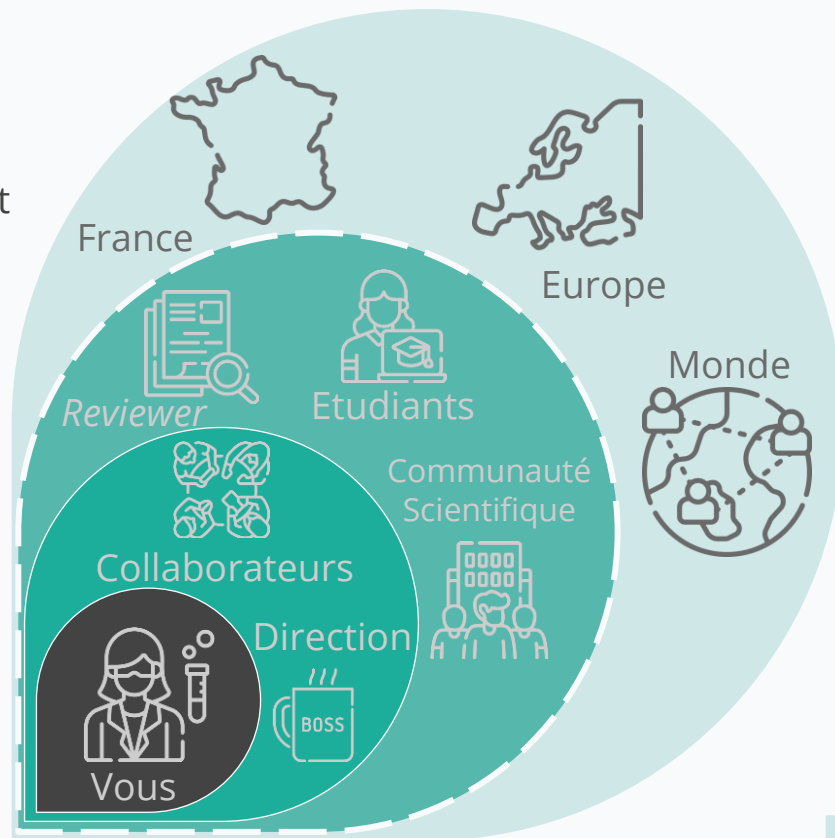 t
France
Europe
Monde
Reviewer
Etudiants
Communauté
Scientifique
Collaborateurs
Direction
BOSS
Vous